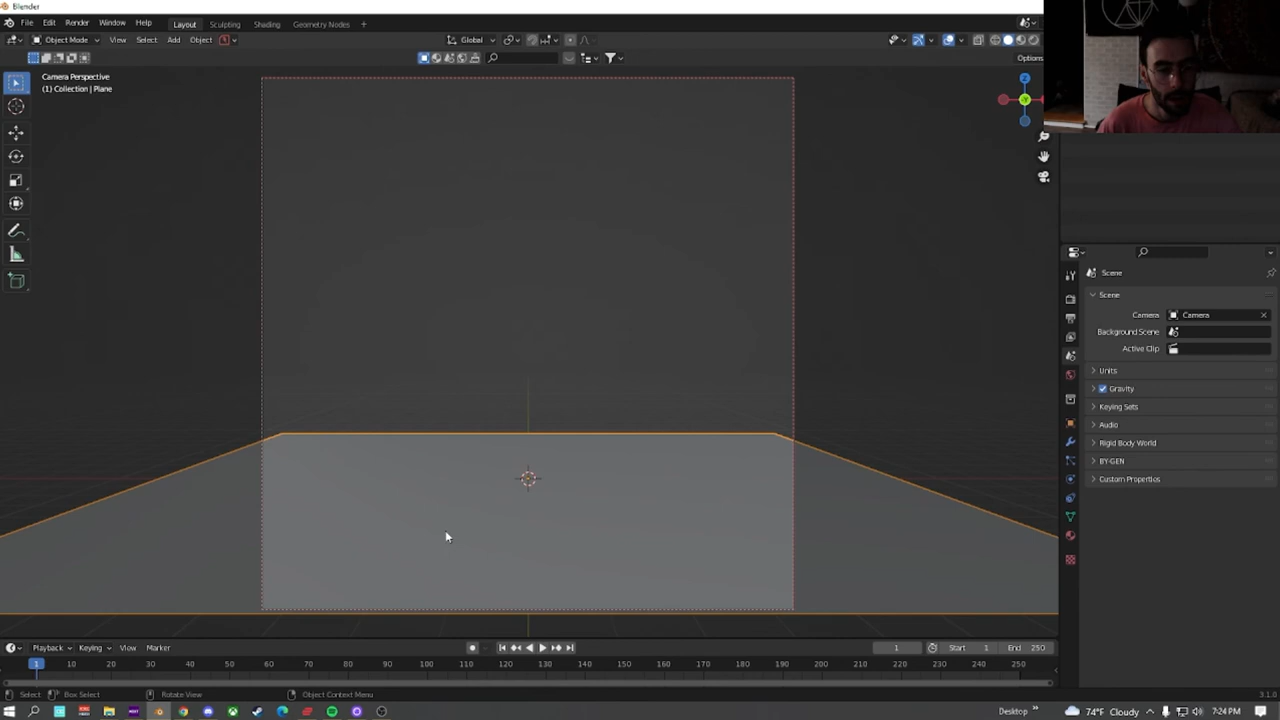 Blender
File Edit Render Window Help Layout Sculpting Shading Geometry Nodes +
Object Mode View Select Add Object Global
Options
Camera Perspective
(1) Collection | Plane
Z
Y
Scene
Scene
Camera Camera
Background Scene
Active Clip
Units
Gravity
Keying Sets
Audio
Rigid Body World
BY-GEN
Custom Properties
Playback Keying View Marker 1 Start 1 End 250
1 10 20 30 40 50 60 70 80 90 100 110 120 130 140 150 160 170 180 190 200 210 220 230 240 250
Select Box Select Rotate View Object Context Menu 3.1.0
Desktop 74°F Cloudy 7:24 PM